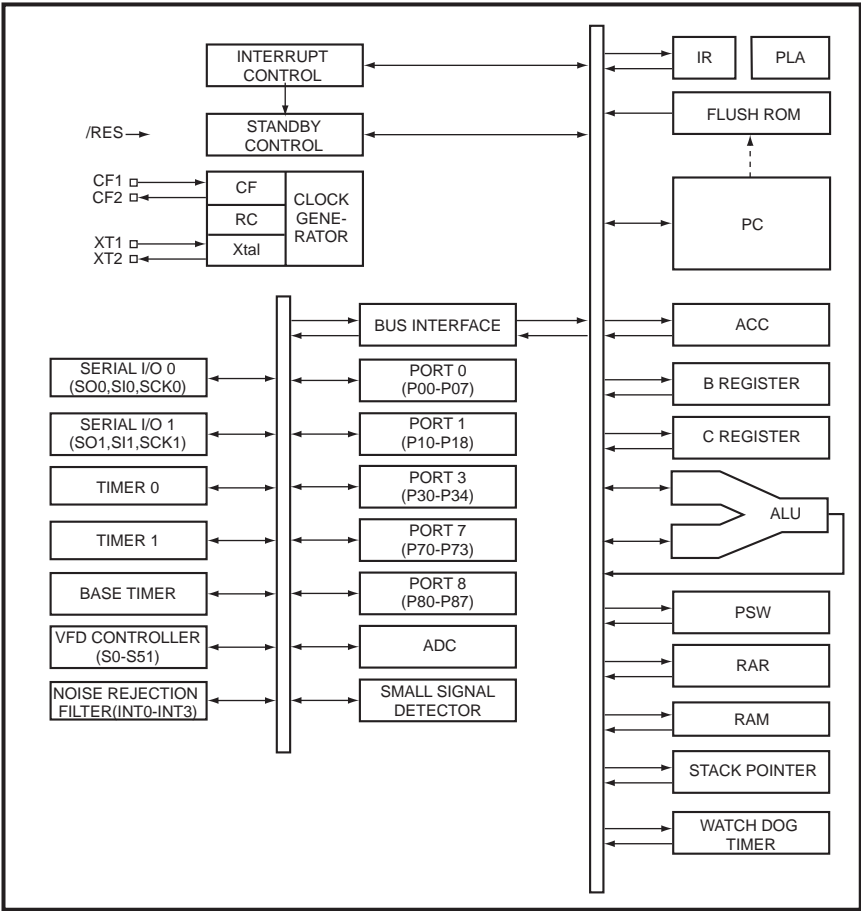 INTERRUPT
CONTROL
IR
PLA
FLUSH ROM
/RES
STANDBY
CONTROL
CF1
CF2
XT1
XT2
CF
RC
Xtal
CLOCK
GENE-
RATOR
PC
BUS INTERFACE
ACC
SERIAL I/O 0
(SO0,SI0,SCK0)
PORT 0
(P00-P07)
B REGISTER
SERIAL I/O 1
(SO1,SI1,SCK1)
PORT 1
(P10-P18)
C REGISTER
TIMER 0
PORT 3
(P30-P34)
ALU
TIMER 1
PORT 7
(P70-P73)
BASE TIMER
PORT 8
(P80-P87)
PSW
VFD CONTROLLER
(S0-S51)
ADC
RAR
NOISE REJECTION
FILTER(INT0-INT3)
SMALL SIGNAL
DETECTOR
RAM
STACK POINTER
WATCH DOG
TIMER